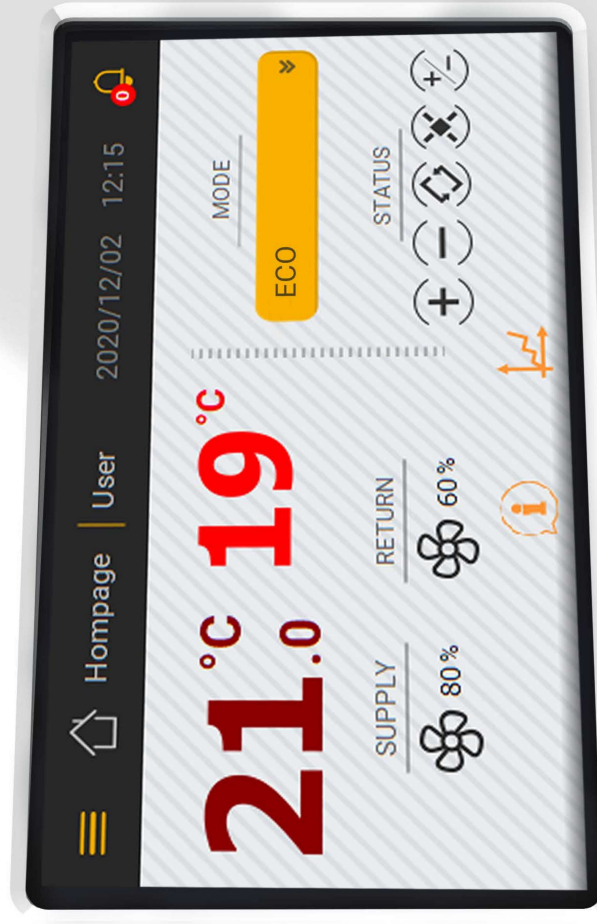 Hompage | User 2020/12/02 12:15 0
21.0 °C 19 °C
MODE
ECO
SUPPLY RETURN STATUS
80% 60%